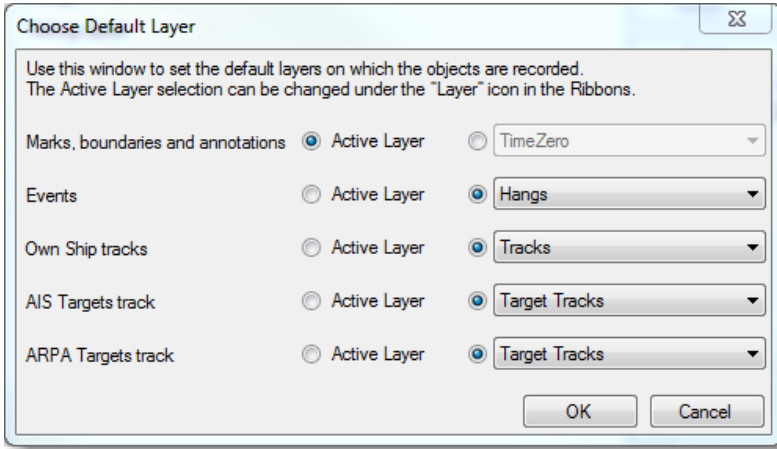 Choose Default Layer
Use this window to set the default layers on which the objects are recorded.
The Active Layer selection can be changed under the "Layer" icon in the Ribbons.
Marks, boundaries and annotations Active Layer TimeZero
Events Active Layer Hangs
Own Ship tracks Active Layer Tracks
AIS Targets track Active Layer Target Tracks
ARPA Targets track Active Layer Target Tracks
OK Cancel